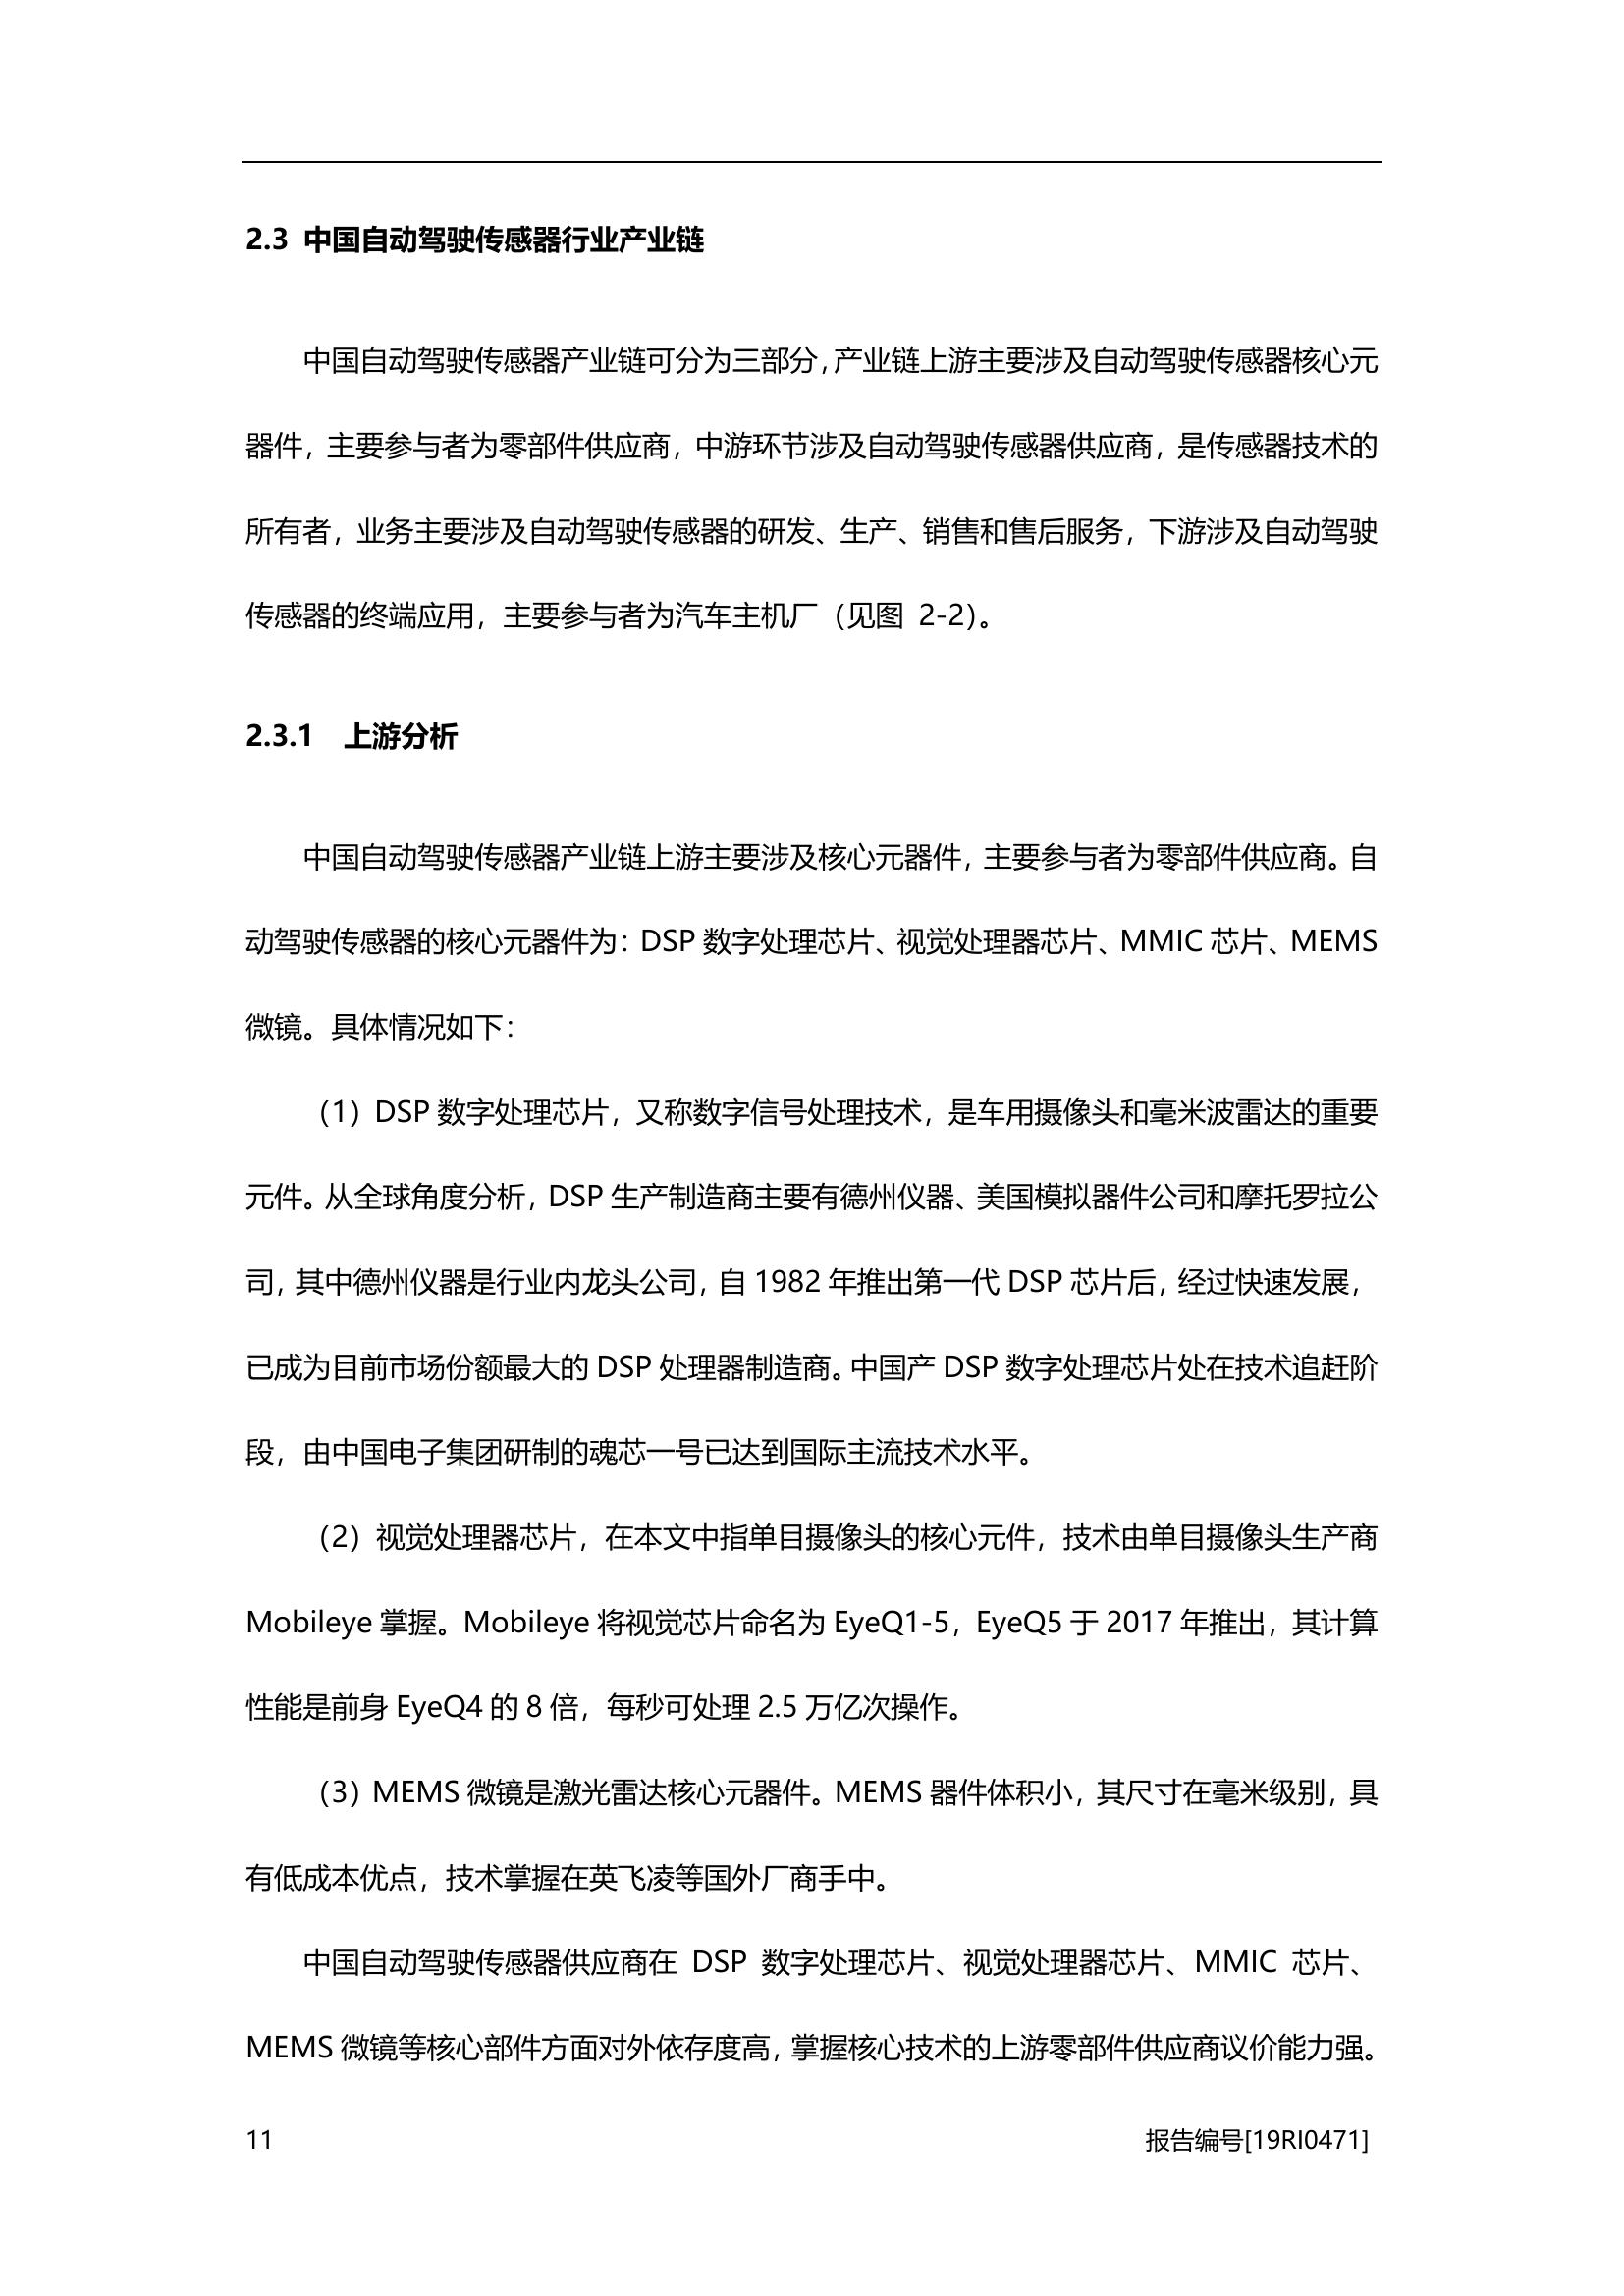 2.3 中国自动驾驶传感器行业产业链
中国自动驾驶传感器产业链可分为三部分，产业链上游主要涉及自动驾驶传感器核心元
器件，主要参与者为零部件供应商，中游环节涉及自动驾驶传感器供应商，是传感器技术的
所有者，业务主要涉及自动驾驶传感器的研发、生产、销售和售后服务，下游涉及自动驾驶
传感器的终端应用，主要参与者为汽车主机厂（见图 2-2）。
2.3.1 上游分析
中国自动驾驶传感器产业链上游主要涉及核心元器件，主要参与者为零部件供应商。自
动驾驶传感器的核心元器件为：DSP 数字处理芯片、视觉处理器芯片、MMIC 芯片、MEMS
微镜。具体情况如下：
（1）DSP 数字处理芯片，又称数字信号处理技术，是车用摄像头和毫米波雷达的重要
元件。从全球角度分析，DSP 生产制造商主要有德州仪器、美国模拟器件公司和摩托罗拉公
司，其中德州仪器是行业内龙头公司，自 1982 年推出第一代 DSP 芯片后，经过快速发展，
已成为目前市场份额最大的 DSP 处理器制造商。中国产 DSP 数字处理芯片处在技术追赶阶
段，由中国电子集团研制的魂芯一号已达到国际主流技术水平。
（2）视觉处理器芯片，在本文中指单目摄像头的核心元件，技术由单目摄像头生产商
Mobileye 掌握。Mobileye 将视觉芯片命名为 EyeQ1-5，EyeQ5 于 2017 年推出，其计算
性能是前身 EyeQ4 的 8 倍，每秒可处理 2.5 万亿次操作。
（3）MEMS 微镜是激光雷达核心元器件。MEMS 器件体积小，其尺寸在毫米级别，具
有低成本优点，技术掌握在英飞凌等国外厂商手中。
中国自动驾驶传感器供应商在 DSP 数字处理芯片、视觉处理器芯片、MMIC 芯片、
MEMS 微镜等核心部件方面对外依存度高，掌握核心技术的上游零部件供应商议价能力强。
11 报告编号[19RI0471]